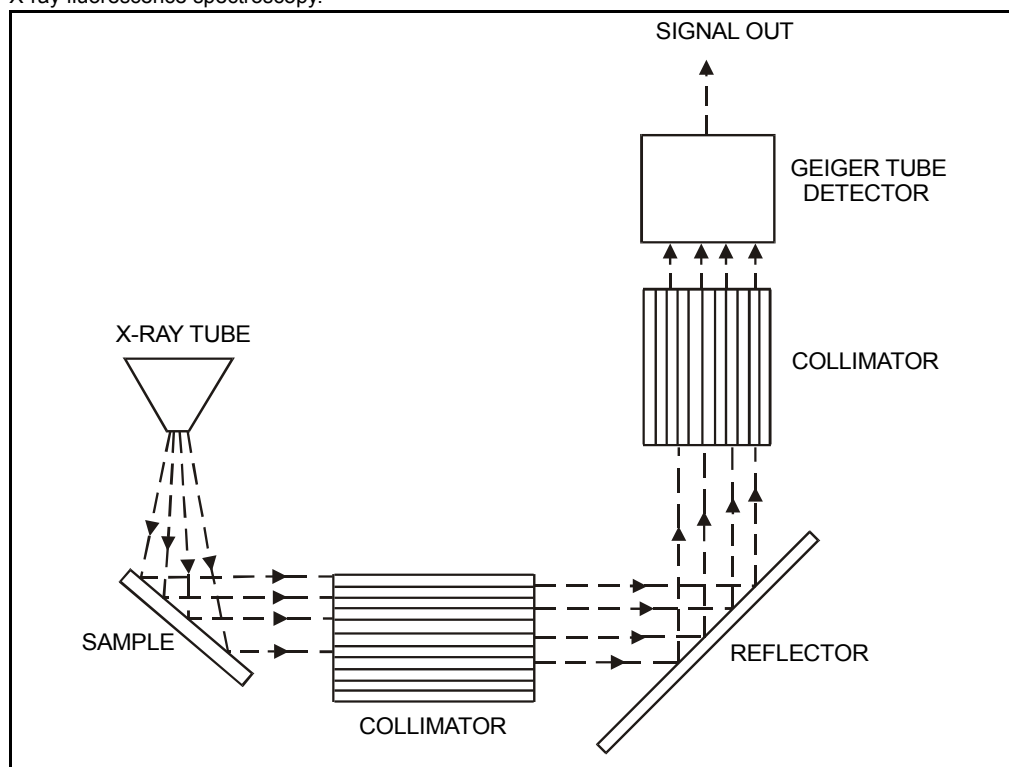 X-ray fluorescence spectroscopy.
SIGNAL OUT
GEIGER TUBE
DETECTOR
X-RAY TUBE
COLLIMATOR
SAMPLE
REFLECTOR
COLLIMATOR